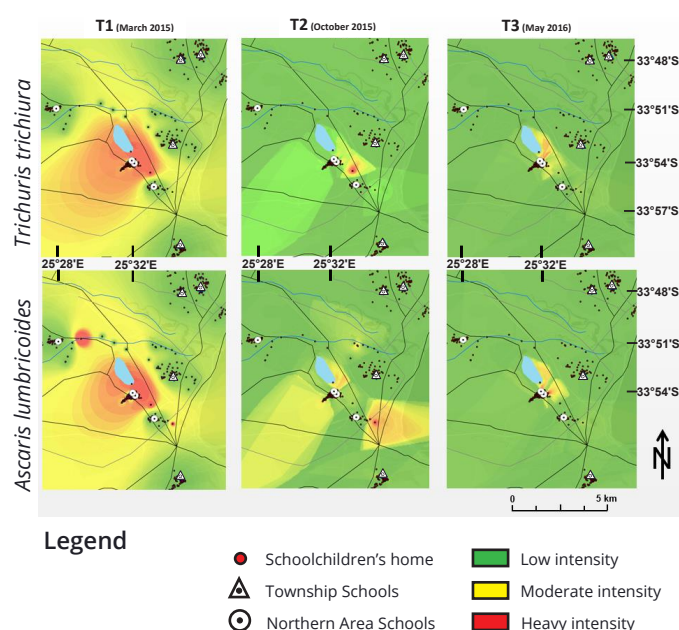 T1 (March 2015) T2 (October 2015) T3 (May 2016)
Trichuris trichiura
33°48'S
33°51'S
33°54'S
33°57'S
25°28'E 25°32'E 25°28'E 25°32'E 25°28'E 25°32'E
Ascaris lumbricoides
33°48'S
33°51'S
33°54'S
N
0 5 km
Legend
Schoolchildren's home Low intensity
Township Schools Moderate intensity
Northern Area Schools Heavy intensity